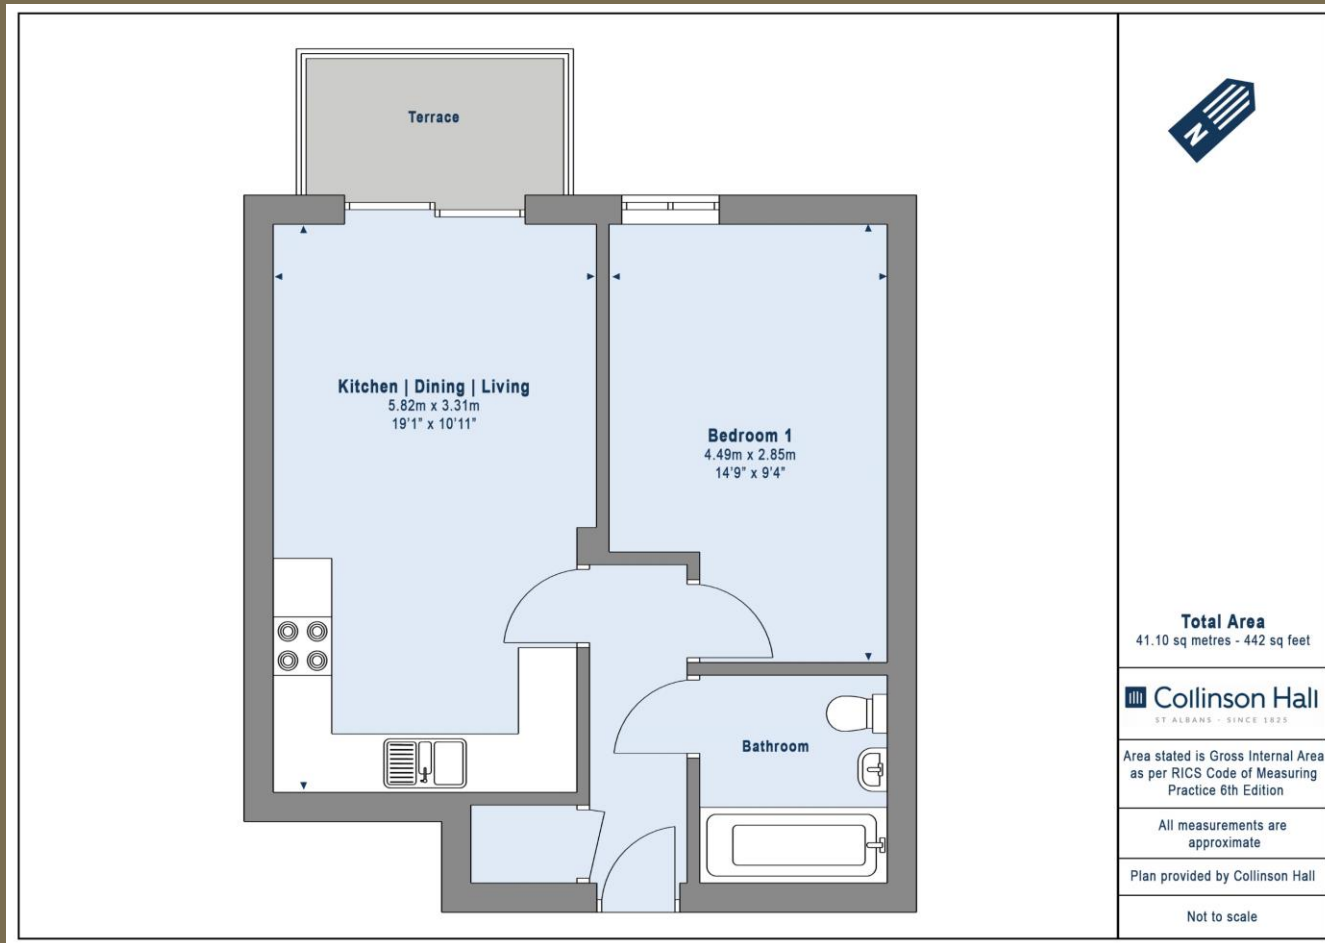 Terrace
Kitchen | Dining | Living
5.82m x 3.31m
19'1" x 10'11"
Bedroom 1
4.49m x 2.85m
14'9" x 9'4"
Bathroom
N
Total Area
41.10 sq metres - 442 sq feet
Collinson Hall
ST ALBANS - SINCE 1825
Area stated is Gross Internal Area
as per RICS Code of Measuring
Practice 6th Edition
All measurements are
approximate
Plan provided by Collinson Hall
Not to scale